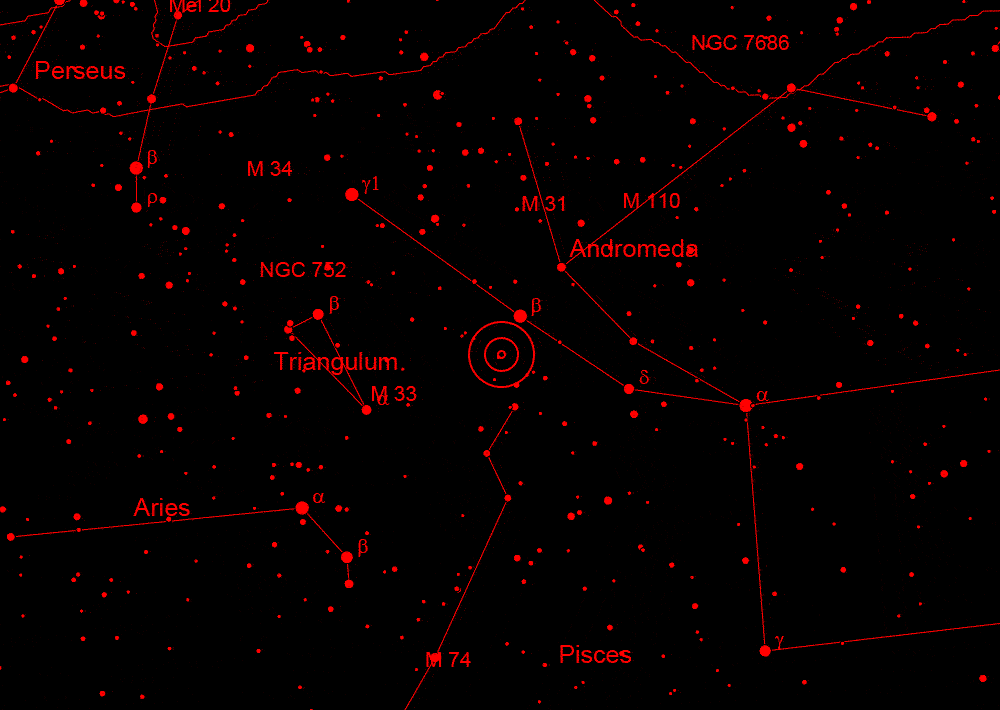 Mel 20
NGC 7686
Perseus
β
M 34
γ1
ρ
M 31
M 110
Andromeda
NGC 752
β
β
Triangulum
δ
M 33
α
α
α
Aries
β
γ
Pisces
M 74